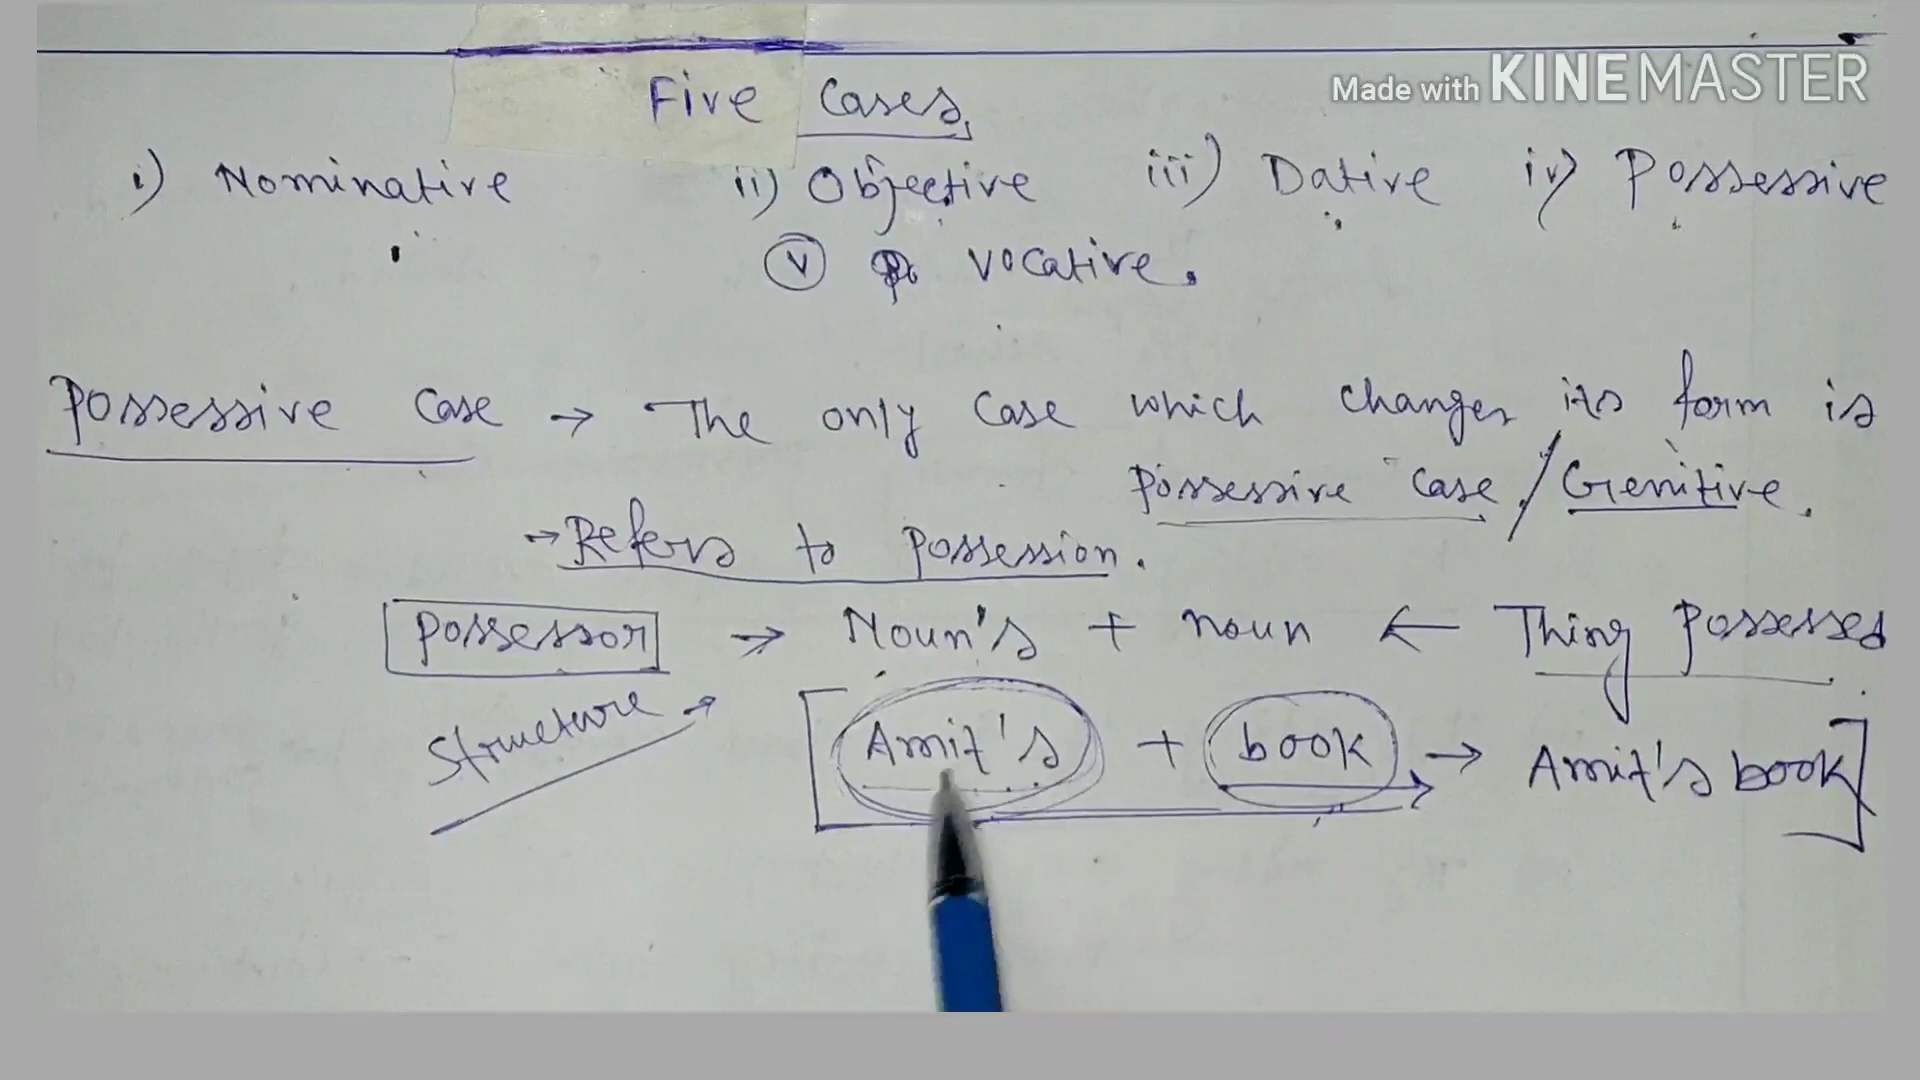 Made with KINEMASTER
Five Cases
i) Nominative ii) Objective iii) Dative iv) Possessive
v vocative.
Possessive Case → The only Case which changes its form is
Possessive Case / Genitive.
→ Refers to Possession.
Possessor → Noun's + noun ← Thing Possessed
Structure → [Amit's + book → Amit's book]